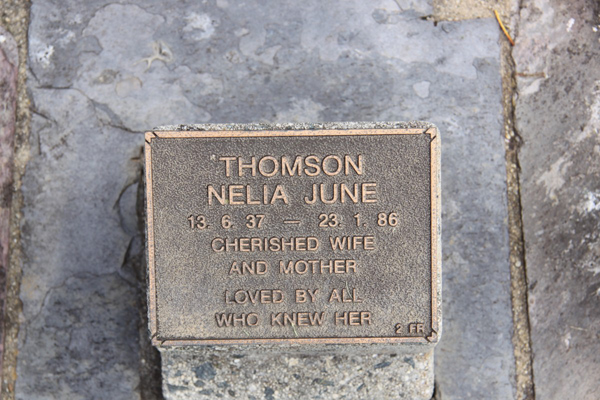 THOMSON
NELIA JUNE
13. 6. 37 — 23. 1. 86
CHERISHED WIFE
AND MOTHER
LOVED BY ALL
WHO KNEW HER
2 FR